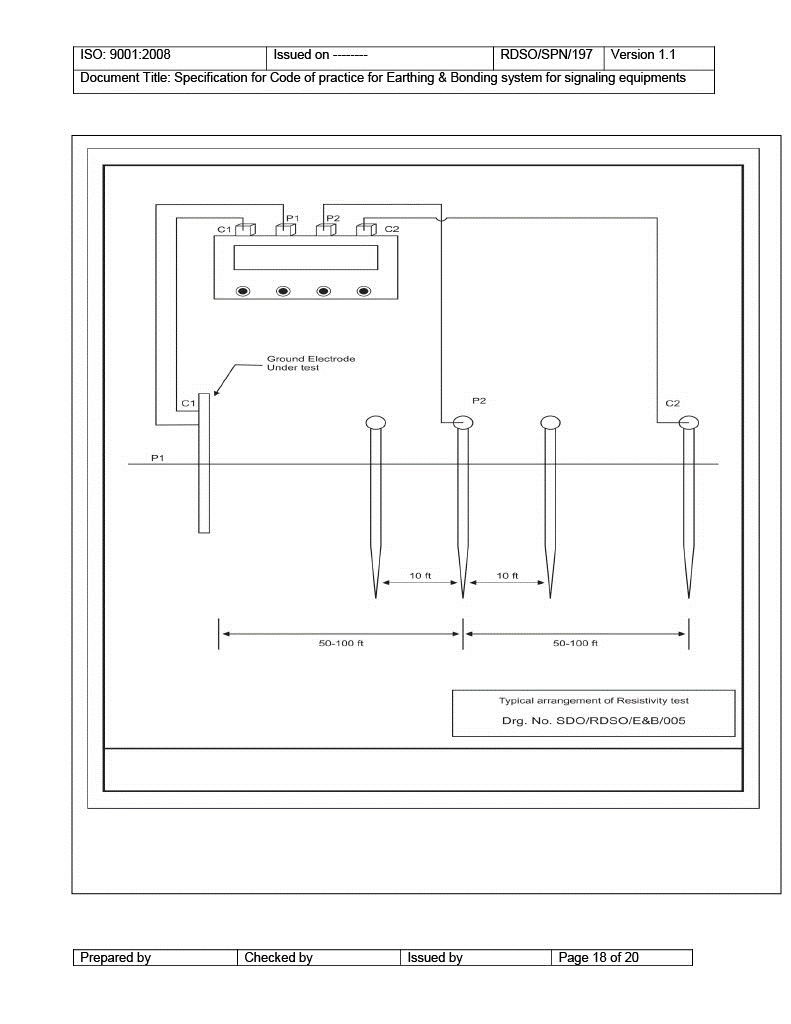 ISO: 9001:2008 Issued on -------- RDSO/SPN/197 Version 1.1
Document Title: Specification for Code of practice for Earthing & Bonding system for signaling equipments
C1 P1 P2 C2
Ground Electrode
Under test
C1 P2 C2
P1
10 ft 10 ft
50-100 ft 50-100 ft
Typical arrangement of Resistivity test
Drg. No. SDO/RDSO/E&B/005
Prepared by Checked by Issued by Page 18 of 20